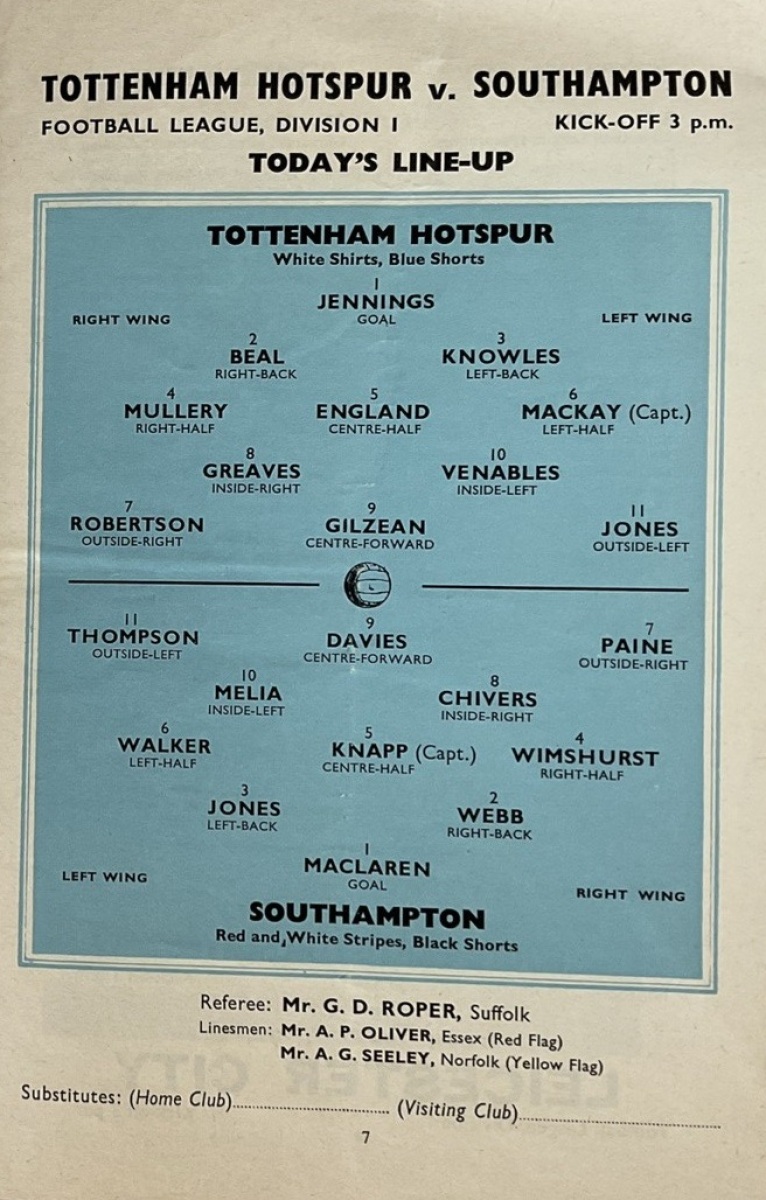 TOTTENHAM HOTSPUR v. SOUTHAMPTON
FOOTBALL LEAGUE, DIVISION I KICK-OFF 3 p.m.
TODAY'S LINE-UP
TOTTENHAM HOTSPUR
White Shirts, Blue Shorts
1
JENNINGS
GOAL
RIGHT WING LEFT WING
2 3
BEAL KNOWLES
RIGHT-BACK LEFT-BACK
4 5 6
MULLERY ENGLAND MACKAY (Capt.)
RIGHT-HALF CENTRE-HALF LEFT-HALF
8 10
GREAVES VENABLES
INSIDE-RIGHT INSIDE-LEFT
7 9 11
ROBERTSON GILZEAN JONES
OUTSIDE-RIGHT CENTRE-FORWARD OUTSIDE-LEFT
11 9 7
THOMPSON DAVIES PAINE
OUTSIDE-LEFT CENTRE-FORWARD OUTSIDE-RIGHT
10 8
MELIA CHIVERS
INSIDE-LEFT INSIDE-RIGHT
6 5 4
WALKER KNAPP (Capt.) WIMSHURST
LEFT-HALF CENTRE-HALF RIGHT-HALF
3 2
JONES WEBB
LEFT-BACK RIGHT-BACK
1
MACLAREN
GOAL
LEFT WING RIGHT WING
SOUTHAMPTON
Red and White Stripes, Black Shorts
Referee: Mr. G. D. ROPER, Suffolk
Linesmen: Mr. A. P. OLIVER, Essex (Red Flag)
Mr. A. G. SEELEY, Norfolk (Yellow Flag)
Substitutes: (Home Club).............................. (Visiting Club)..............................
7